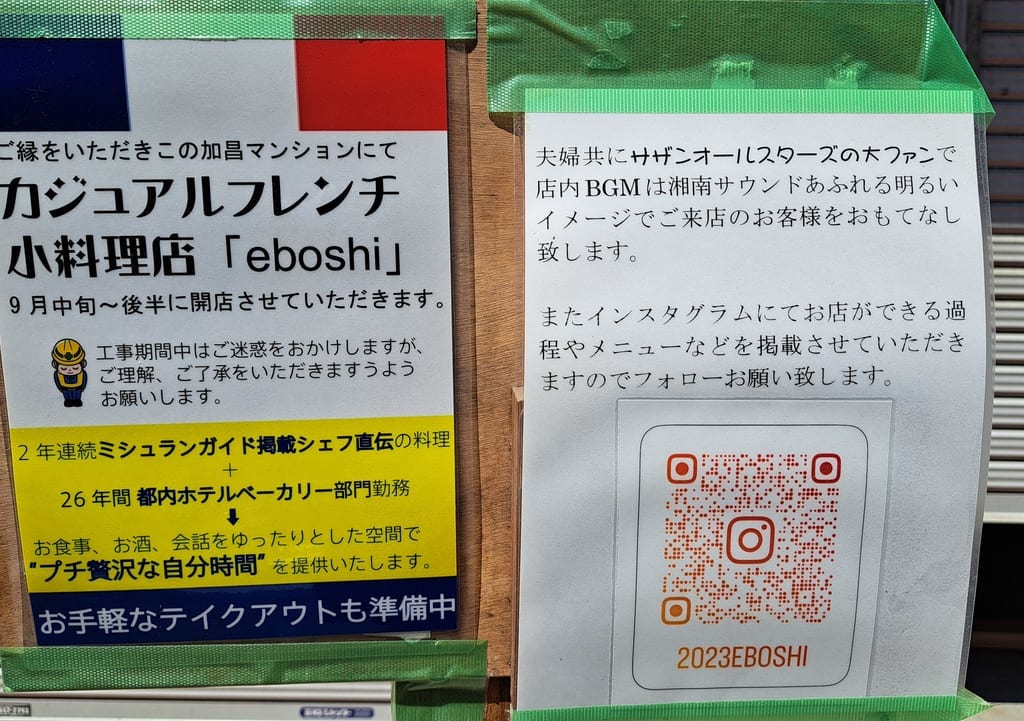 ご縁をいただきこの加昌マンションにて
カジュアルフレンチ
小料理店「eboshi」
9月中旬～後半に開店させていただきます。
工事期間中はご迷惑をおかけしますが、
ご理解、ご了承をいただきますうよう
お願いします。
2年連続ミシュランガイド掲載シェフ直伝の料理
+
26年間 都内ホテルベーカリー部門勤務
お食事、お酒、会話をゆったりとした空間で
“プチ贅沢な自分時間” を提供いたします。
お手軽なテイクアウトも準備中
夫婦共にサザンオールスターズの大ファンで
店内BGMは湘南サウンドあふれる明るい
イメージでご来店のお客様をおもてなし
致します。
またインスタグラムにてお店ができる過
程やメニューなどを掲載させていただき
ますのでフォローお願い致します。
2023EBOSHI